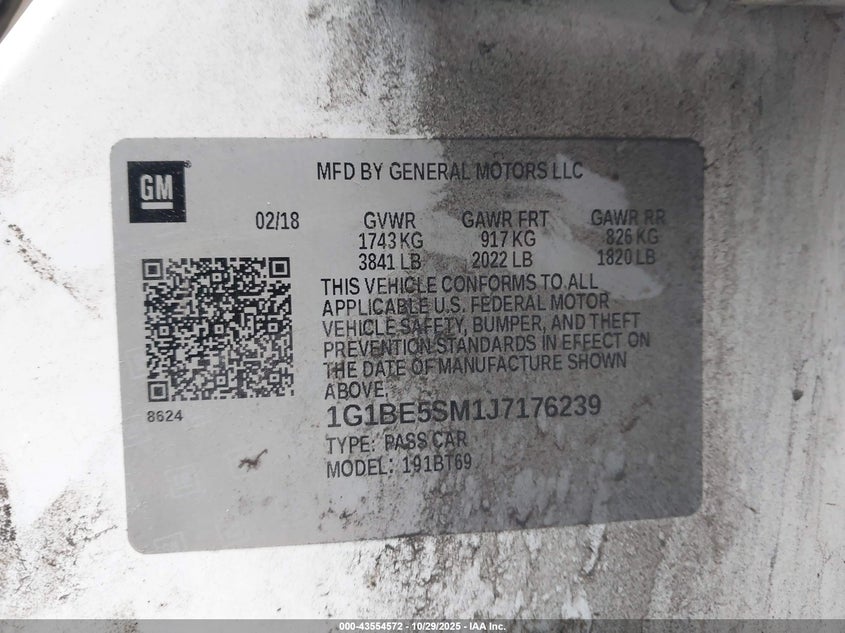 GM
MFD BY GENERAL MOTORS LLC
02/18 GVWR GAWR FRT GAWR RR
1743 KG 917 KG 826 KG
3841 LB 2022 LB 1820 LB
THIS VEHICLE CONFORMS TO ALL
APPLICABLE U.S. FEDERAL MOTOR
VEHICLE SAFETY, BUMPER, AND THEFT
PREVENTION STANDARDS IN EFFECT ON
THE DATE OF MANUFACTURE SHOWN
ABOVE.
8624
1G1BE5SM1J7176239
TYPE: PASS CAR
MODEL: 191BT69
000-43554572 | 10/29/2025 | IAA Inc.